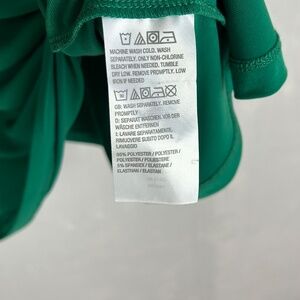 MACHINE WASH COLD, WASH
SEPARATELY, ONLY NON-CHLORINE
BLEACH WHEN NEEDED, TUMBLE
DRY LOW, REMOVE PROMPTLY, LOW
IRON IF NEEDED
GB: WASH SEPARATELY, REMOVE
PROMPTLY
D: SEPARAT WASCHEN, VOR DER
WÄSCHE ENTFERNEN
I: LAVARE SEPARATAMENTE,
RIMUOVERE SUBITO DOPO IL
LAVAGGIO
95% POLYESTER / POLYESTER /
POLYESTER / POLIESTERE
5% SPANDEX / ELASTANE /
ELASTHAN / ELASTAN